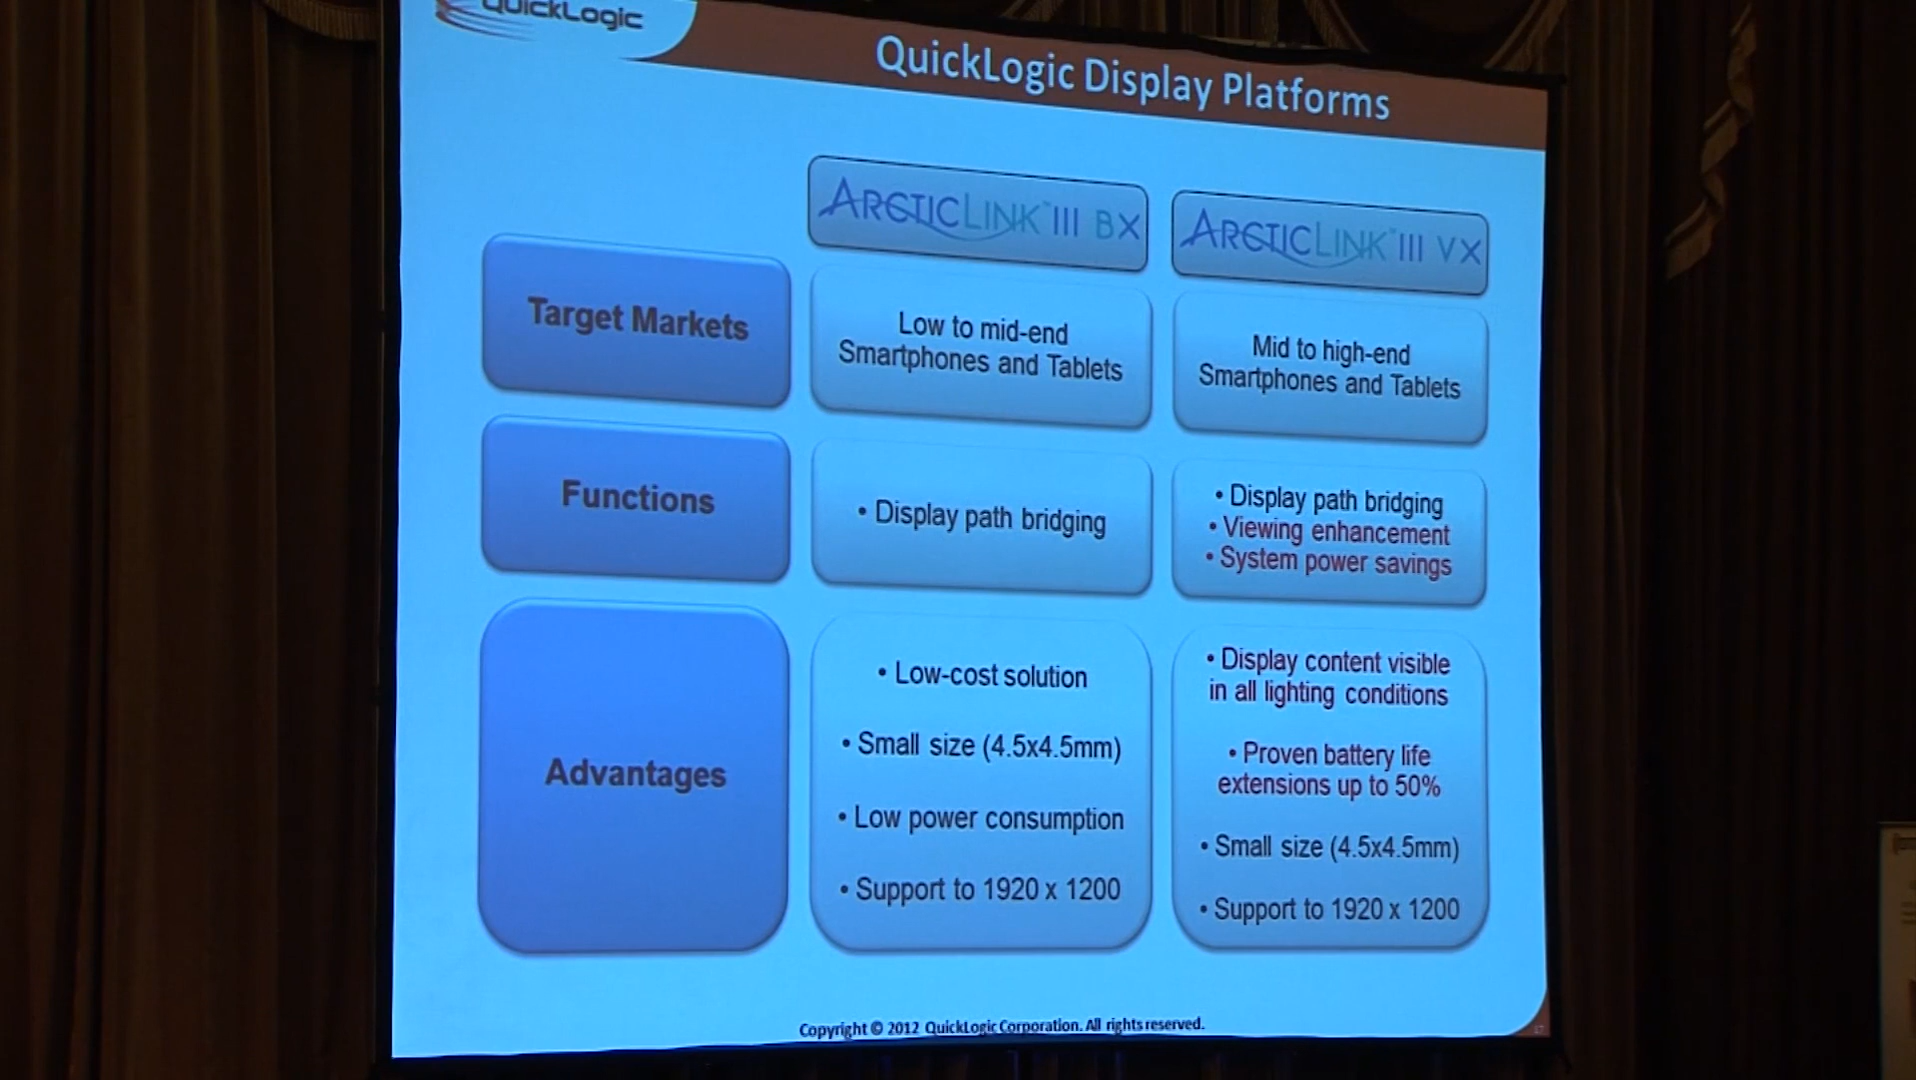 QuickLogic
QuickLogic Display Platforms
ArcticLink™ III BX
ArcticLink™ III VX
Target Markets
Low to mid-end
Smartphones and Tablets
Mid to high-end
Smartphones and Tablets
Functions
• Display path bridging
• Display path bridging
• Viewing enhancement
• System power savings
Advantages
• Low-cost solution
• Small size (4.5x4.5mm)
• Low power consumption
• Support to 1920 x 1200
• Display content visible
in all lighting conditions
• Proven battery life
extensions up to 50%
• Small size (4.5x4.5mm)
• Support to 1920 x 1200
Copyright © 2012 QuickLogic Corporation. All rights reserved.